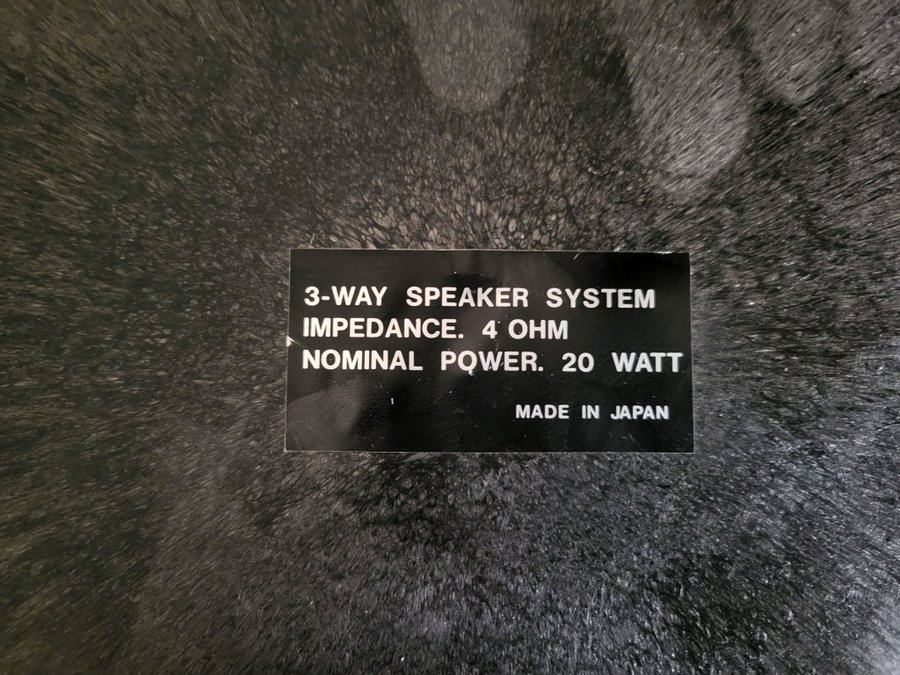 3-WAY SPEAKER SYSTEM
IMPEDANCE. 4 OHM
NOMINAL POWER. 20 WATT
MADE IN JAPAN